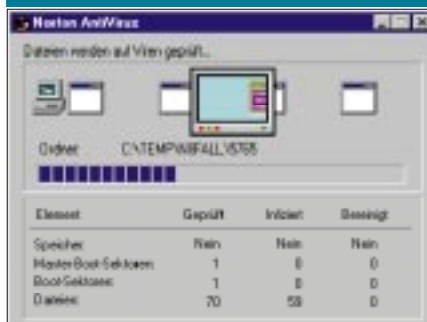 Norton AntiVirus
Dateien werden auf Viren geprüft...
Ordner: C:\TEMP\
Element Geprüft Infiziert Bereinigt
Speicher: Nein Nein Nein
Master-Boot-Sektoren: 1 0 0
Boot-Sektoren: 1 0 0
Dateien: 70 59 0